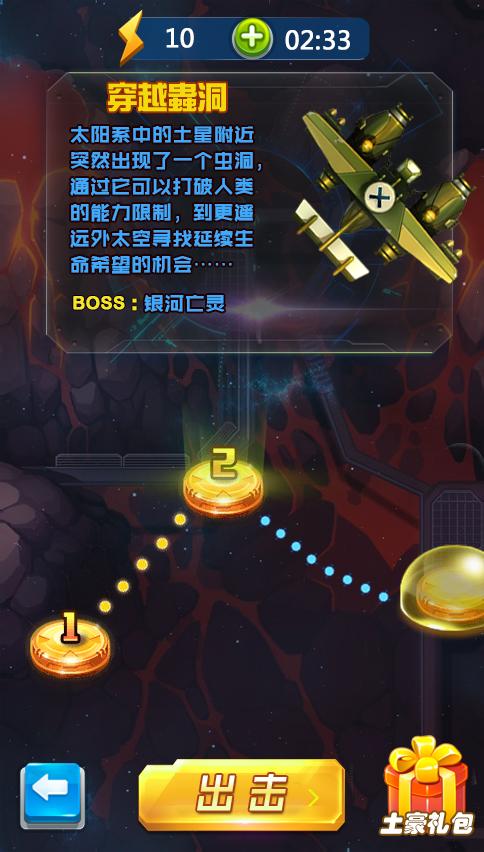 10
02:33
穿越蟲洞
太阳系中的土星附近
突然出现了一个虫洞，
通过它可以打破人类
的能力限制，到更遥
远外太空寻找延续生
命希望的机会……
BOSS：银河亡灵
2
1
出击
土豪礼包